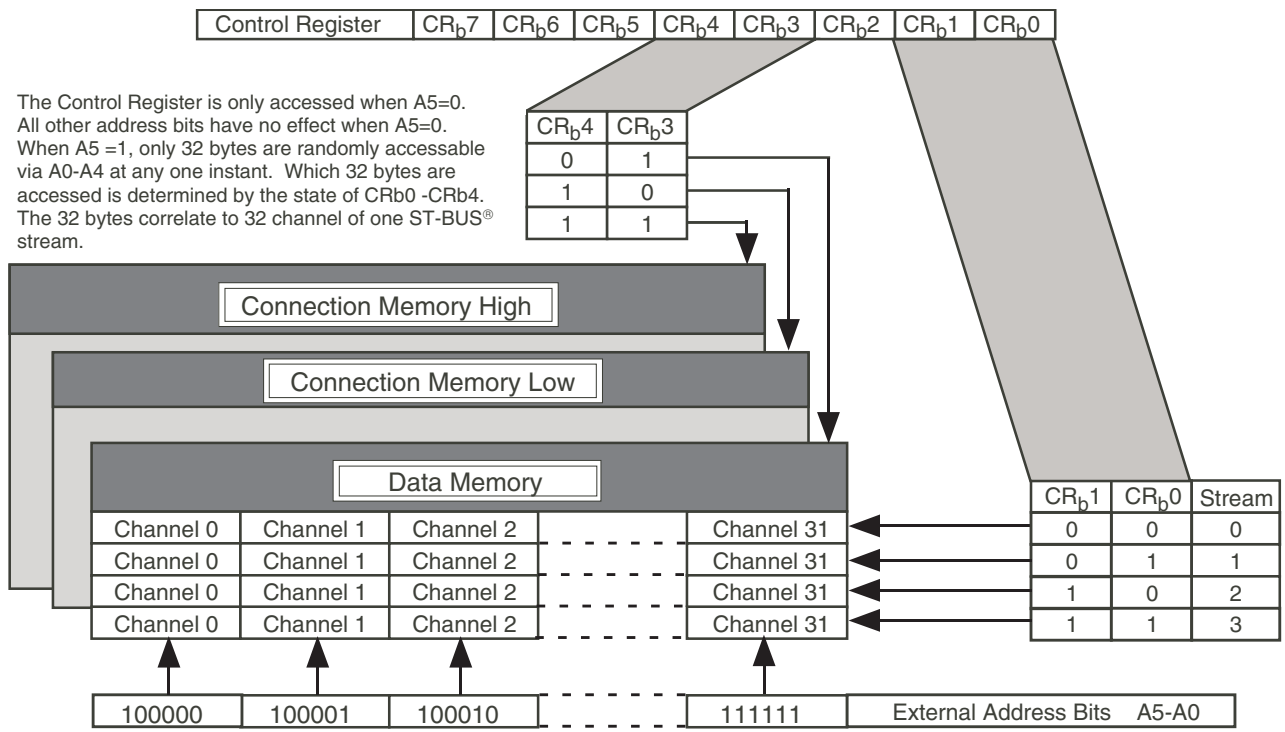 Control Register CRb7 CRb6 CRb5 CRb4 CRb3 CRb2 CRb1 CRb0
The Control Register is only accessed when A5=0.
All other address bits have no effect when A5=0.
When A5 =1, only 32 bytes are randomly accessable
via A0-A4 at any one instant. Which 32 bytes are
accessed is determined by the state of CRb0 -CRb4.
The 32 bytes correlate to 32 channel of one ST-BUS®
stream.
CRb4 CRb3
0 1
1 0
1 1
Connection Memory High
Connection Memory Low
Data Memory
CRb1 CRb0 Stream
Channel 0 Channel 1 Channel 2 Channel 31 0 0 0
Channel 0 Channel 1 Channel 2 Channel 31 0 1 1
Channel 0 Channel 1 Channel 2 Channel 31 1 0 2
Channel 0 Channel 1 Channel 2 Channel 31 1 1 3
100000 100001 100010 111111 External Address Bits A5-A0